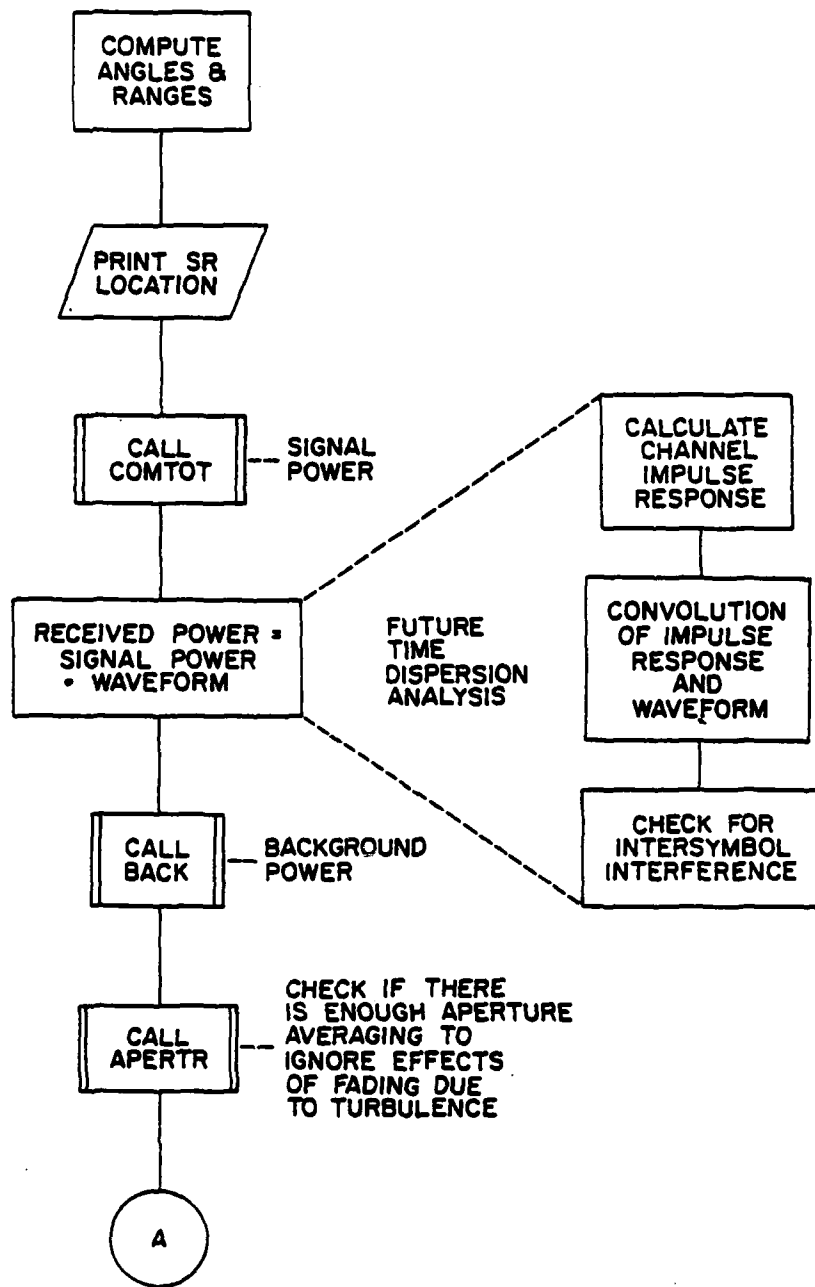 COMPUTE
ANGLES &
RANGES
PRINT SR
LOCATION
CALL
COMTOT
SIGNAL
POWER
RECEIVED POWER =
SIGNAL POWER
• WAVEFORM
FUTURE
TIME
DISPERSION
ANALYSIS
CALCULATE
CHANNEL
IMPULSE
RESPONSE
CONVOLUTION
OF IMPULSE
RESPONSE
AND
WAVEFORM
CHECK FOR
INTERSYMBOL
INTERFERENCE
CALL
BACK
BACKGROUND
POWER
CALL
APERTR
CHECK IF THERE
IS ENOUGH APERTURE
AVERAGING TO
IGNORE EFFECTS
OF FADING DUE
TO TURBULENCE
A